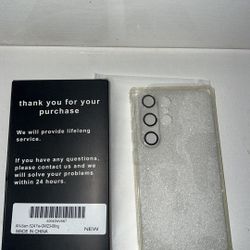 thank you for your
purchase
We will provide lifelong
service.
If you have any questions,
please contact us and we
will solve your problems
within 24 hours.
MADE IN CHINA
NEW